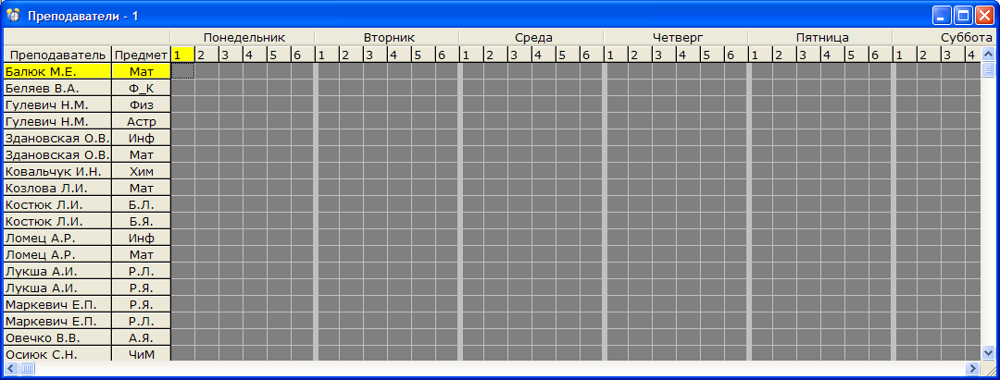 Преподаватели - 1
Понедельник Вторник Среда Четверг Пятница Суббота
Преподаватель Предмет 1 2 3 4 5 6 1 2 3 4 5 6 1 2 3 4 5 6 1 2 3 4 5 6 1 2 3 4 5 6 1 2 3 4
Балюк М.Е. Мат
Беляев В.А. Ф_К
Гулевич Н.М. Физ
Гулевич Н.М. Астр
Здановская О.В. Инф
Здановская О.В. Мат
Ковальчук И.Н. Хим
Козлова Л.И. Мат
Костюк Л.И. Б.Л.
Костюк Л.И. Б.Я.
Ломец А.Р. Инф
Ломец А.Р. Мат
Лукша А.И. Р.Л.
Лукша А.И. Р.Я.
Маркевич Е.П. Р.Я.
Маркевич Е.П. Р.Л.
Овечко В.В. А.Я.
Осиюк С.Н. ЧиМ